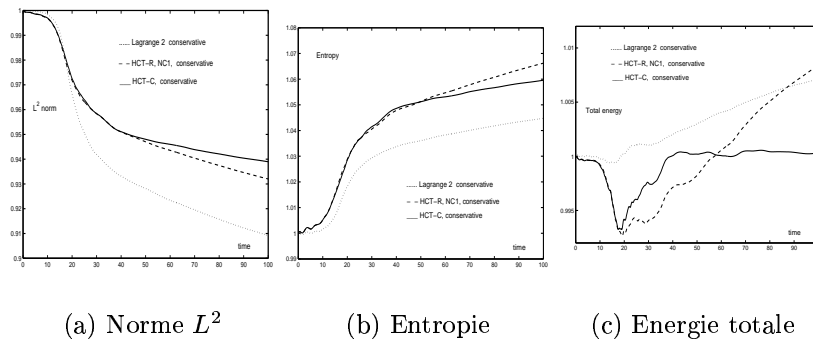 1
0.99
0.98
0.97
0.96
0.95
0.94
0.93
0.92
0.91
0.9
0 10 20 30 40 50 60 70 80 90 100
L² norm
time
Lagrange 2 conservative
HCT−R, NC1, conservative
HCT−C, conservative
(a) Norme L²
1.08
1.07
1.06
1.05
1.04
1.03
1.02
1.01
1
0.99
0 10 20 30 40 50 60 70 80 90 100
Entropy
time
Lagrange 2 conservative
HCT−R, NC1, conservative
HCT−C, conservative
(b) Entropie
1.01
1.005
1
0.995
0 10 20 30 40 50 60 70 80 90
Total energy
time
Lagrange 2 conservative
HCT−R, NC1, conservative
HCT−C, conservative
(c) Energie totale